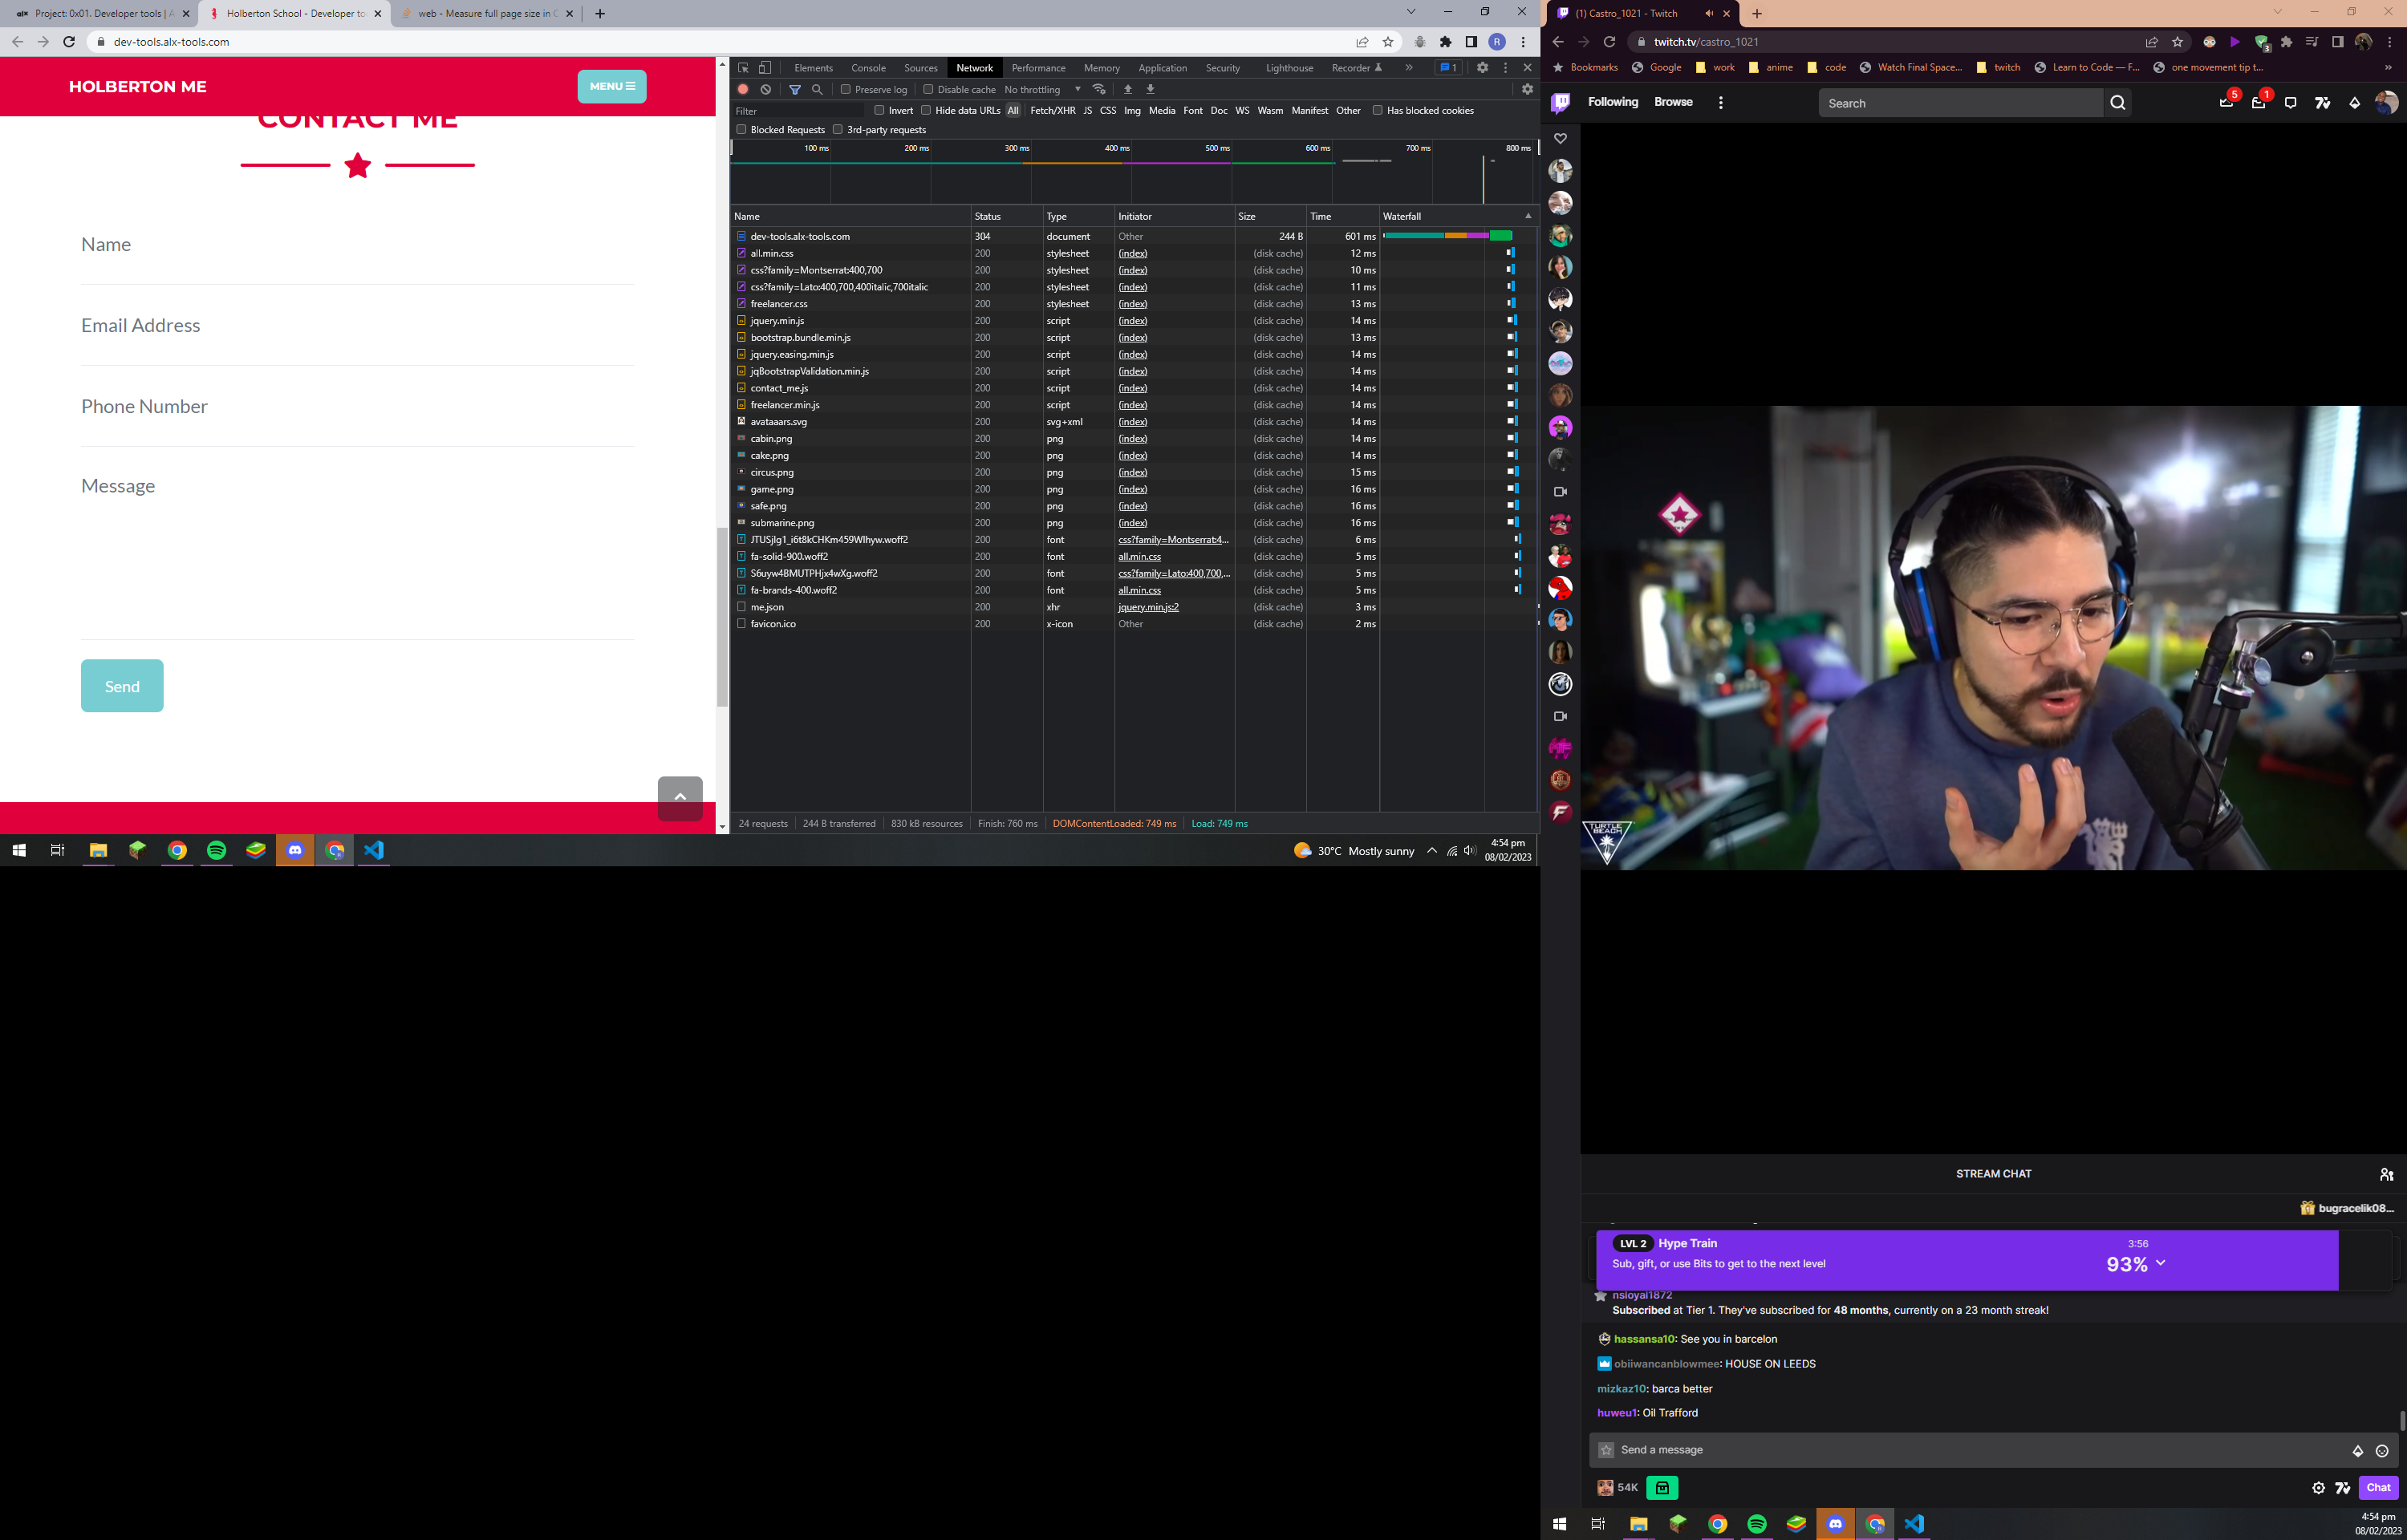 Project: 0x01. Developer tools | A
Holberton School - Developer to
web - Measure full page size in C
dev-tools.alx-tools.com
R
HOLBERTON ME
MENU
CONTACT ME
Name
Email Address
Phone Number
Message
Send
Elements Console Sources Network Performance Memory Application Security Lighthouse Recorder » 1
Preserve log Disable cache No throttling
Filter Invert Hide data URLs All Fetch/XHR JS CSS Img Media Font Doc WS Wasm Manifest Other Has blocked cookies
Blocked Requests 3rd-party requests
100 ms 200 ms 300 ms 400 ms 500 ms 600 ms 700 ms 800 ms
Name Status Type Initiator Size Time Waterfall
dev-tools.alx-tools.com 304 document Other 244 B 601 ms
all.min.css 200 stylesheet (index) (disk cache) 12 ms
css?family=Montserrat:400,700 200 stylesheet (index) (disk cache) 10 ms
css?family=Lato:400,700,400italic,700italic 200 stylesheet (index) (disk cache) 11 ms
freelancer.css 200 stylesheet (index) (disk cache) 13 ms
jquery.min.js 200 script (index) (disk cache) 14 ms
bootstrap.bundle.min.js 200 script (index) (disk cache) 13 ms
jquery.easing.min.js 200 script (index) (disk cache) 14 ms
jqBootstrapValidation.min.js 200 script (index) (disk cache) 14 ms
contact_me.js 200 script (index) (disk cache) 14 ms
freelancer.min.js 200 script (index) (disk cache) 14 ms
avataaars.svg 200 svg+xml (index) (disk cache) 14 ms
cabin.png 200 png (index) (disk cache) 14 ms
cake.png 200 png (index) (disk cache) 14 ms
circus.png 200 png (index) (disk cache) 15 ms
game.png 200 png (index) (disk cache) 16 ms
safe.png 200 png (index) (disk cache) 16 ms
submarine.png 200 png (index) (disk cache) 16 ms
JTUSjIg1_i6t8kCHKm459Wlhyw.woff2 200 font css?family=Montserrat:4... (disk cache) 6 ms
fa-solid-900.woff2 200 font all.min.css (disk cache) 5 ms
S6uyw4BMUTPHjx4wXg.woff2 200 font css?family=Lato:400,700,... (disk cache) 5 ms
fa-brands-400.woff2 200 font all.min.css (disk cache) 5 ms
me.json 200 xhr jquery.min.js:2 (disk cache) 3 ms
favicon.ico 200 x-icon Other (disk cache) 2 ms
24 requests 244 B transferred 830 kB resources Finish: 760 ms DOMContentLoaded: 749 ms Load: 749 ms
30°C Mostly sunny
4:54 pm
08/02/2023
(1) Castro_1021 - Twitch
twitch.tv/castro_1021
3
Bookmarks Google work anime code Watch Final Space... twitch Learn to Code — F... one movement tip t... »
Following Browse Search 5 1
TURTLE BEACH
STREAM CHAT
bugracelik08...
LVL 2 Hype Train 3:56
Sub, gift, or use Bits to get to the next level 93%
nsloyal1872
Subscribed at Tier 1. They've subscribed for 48 months, currently on a 23 month streak!
hassansa10: See you in barcelon
obiiwancanblowmee: HOUSE ON LEEDS
mizkaz10: barca better
huweu1: Oil Trafford
Send a message
54K
Chat
4:54 pm
08/02/2023